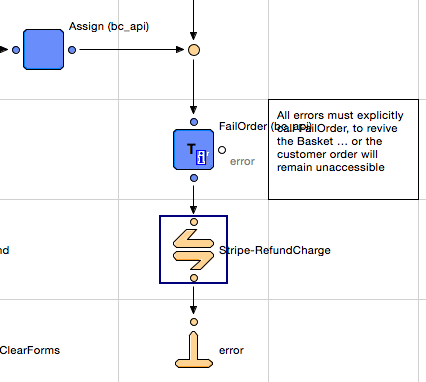 Assign (bc_api)
All errors must explicitly
FailOrder (bc_api)
call FailOrder, to revive
T
i
error
the Basket ... or the
customer order will
remain unaccessible
nd
Stripe-RefundCharge
ClearForms
error